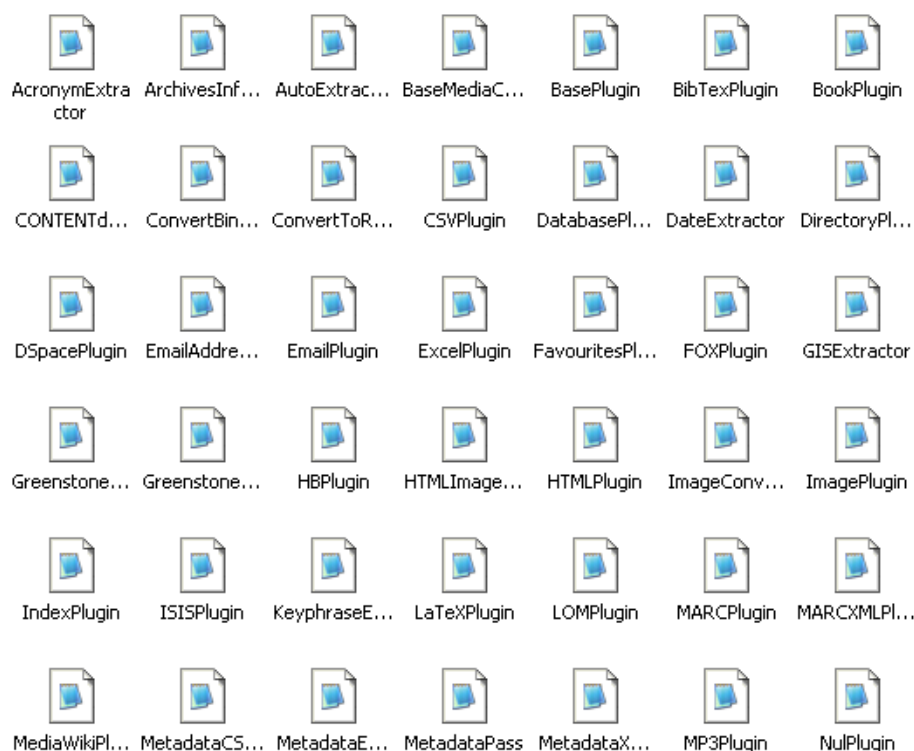 AcronymExtra ArchivesInf... AutoExtrac... BaseMediaC... BasePlugin BibTexPlugin BookPlugin
ctor
CONTENTd... ConvertBin... ConvertToR... CSVPlugin DatabasePl... DateExtractor DirectoryPl...
DSpacePlugin EmailAddre... EmailPlugin ExcelPlugin FavouritesPl... FOXPlugin GISExtractor
Greenstone... Greenstone... HBPlugin HTMLImage... HTMLPlugin ImageConv... ImagePlugin
IndexPlugin ISISPlugin KeyphraseE... LaTeXPlugin LOMPlugin MARCPlugin MARCXMLPl...
MediaWikiPl... MetadataCS... MetadataE... MetadataPass MetadataX... MP3Plugin NulPlugin